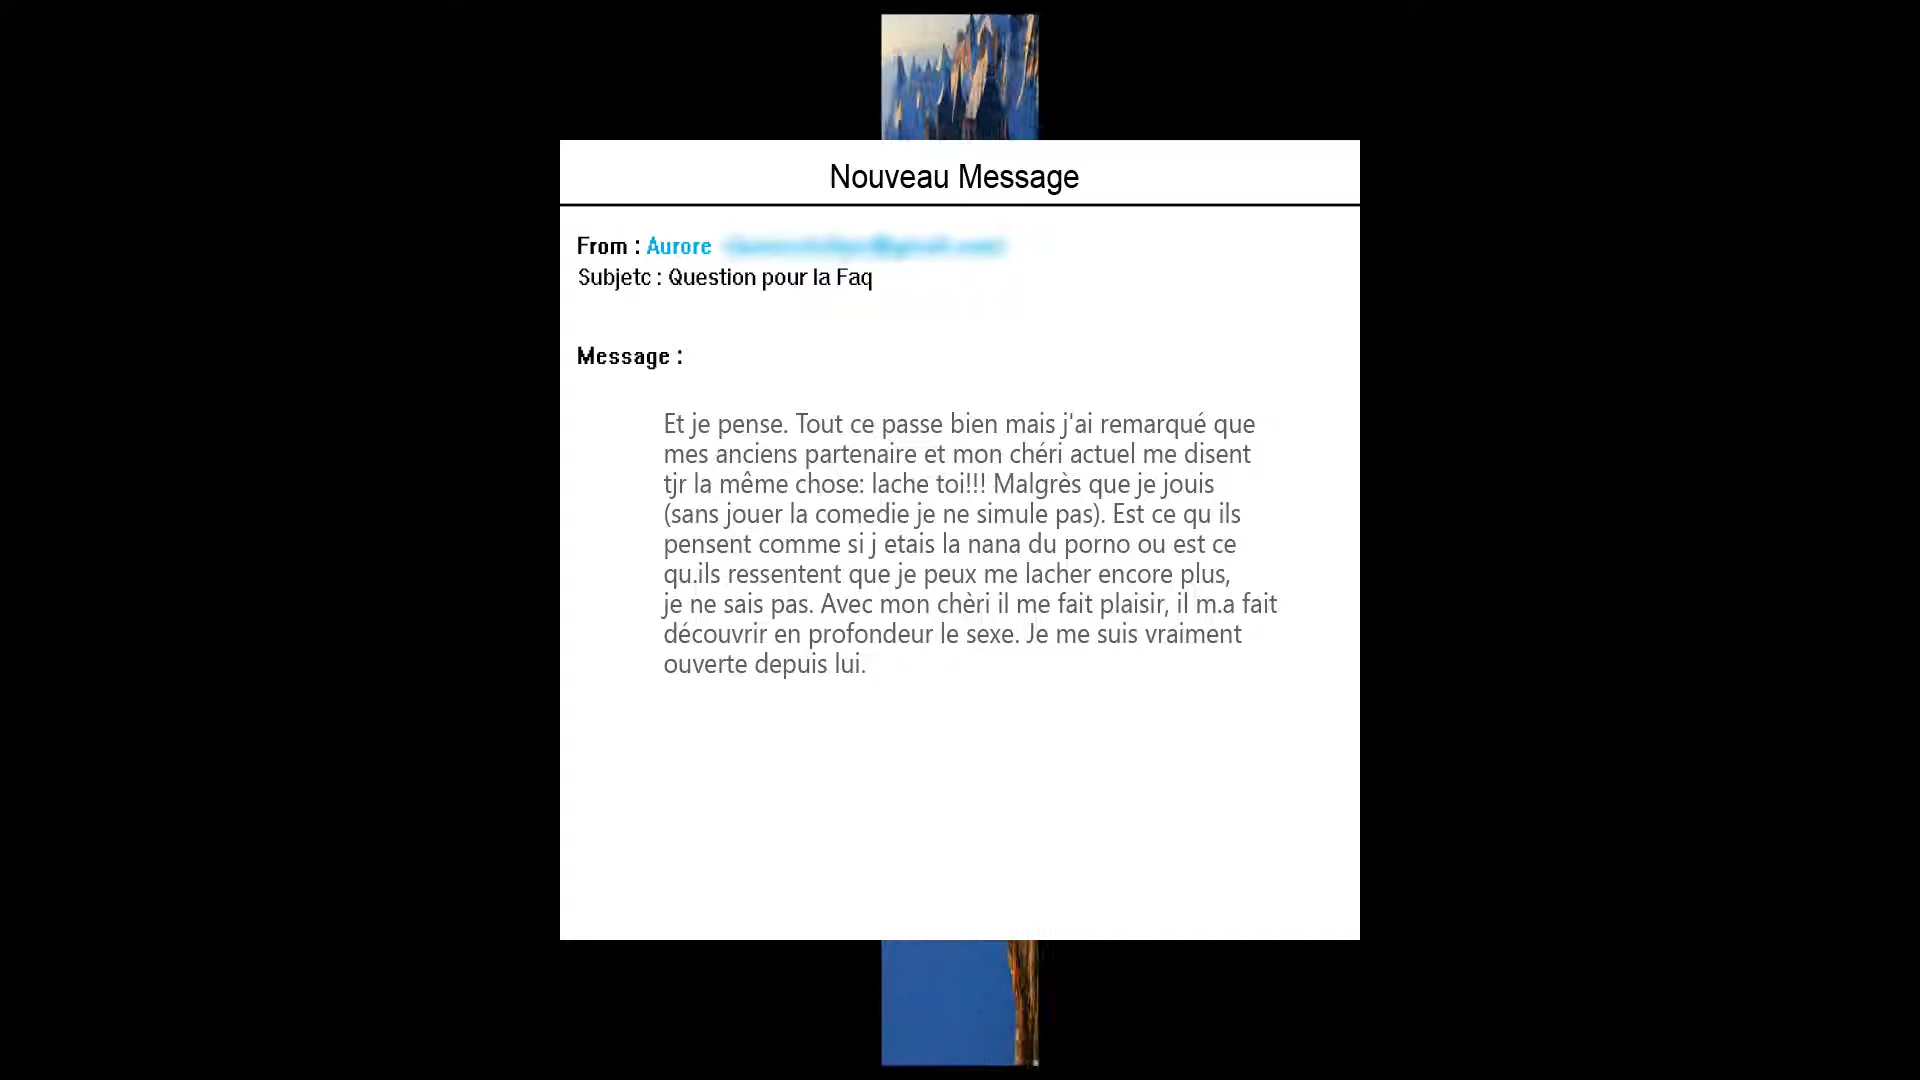 Nouveau Message
From : Aurore
Subjetc : Question pour la Faq
Message :
Et je pense. Tout ce passe bien mais j'ai remarqué que
mes anciens partenaire et mon chéri actuel me disent
tjr la même chose: lache toi!!! Malgrès que je jouis
(sans jouer la comedie je ne simule pas). Est ce qu ils
pensent comme si j etais la nana du porno ou est ce
qu.ils ressentent que je peux me lacher encore plus,
je ne sais pas. Avec mon chèri il me fait plaisir, il m.a fait
découvrir en profondeur le sexe. Je me suis vraiment
ouverte depuis lui.